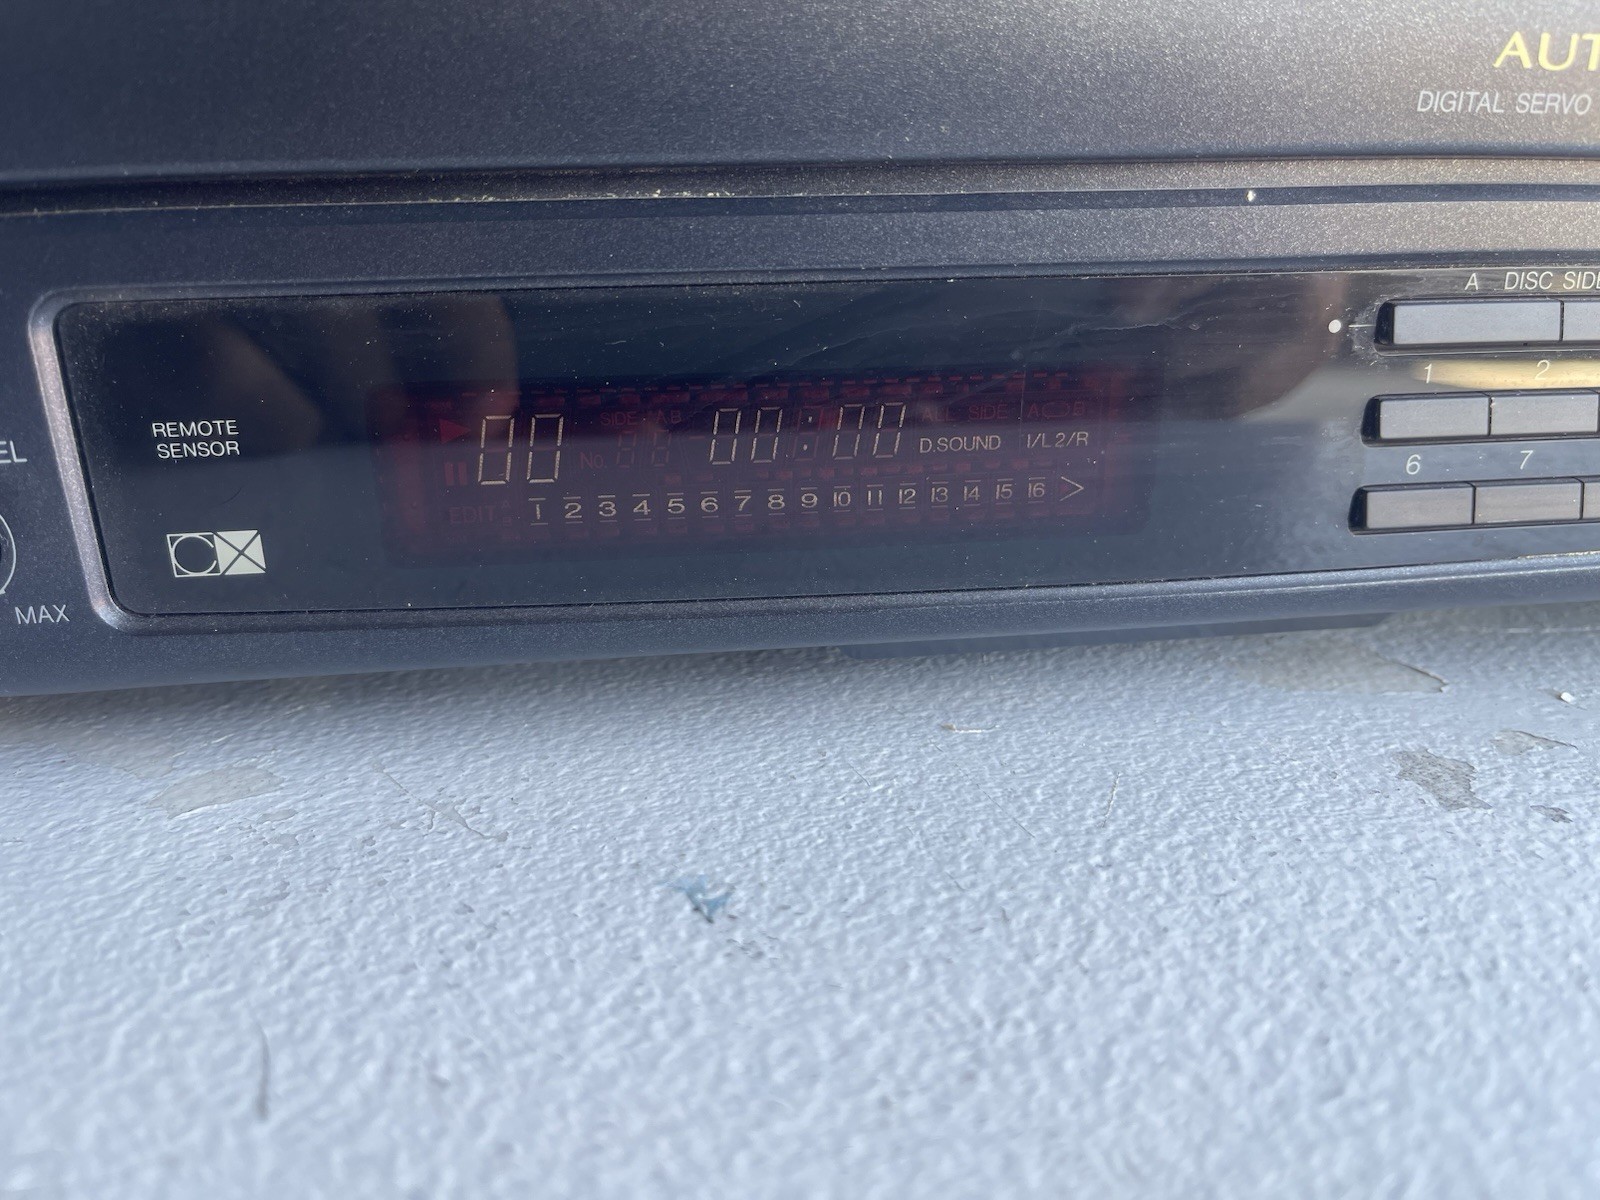 AUT
DIGITAL SERVO
A DISC SIDE
1 2
REMOTE
SENSOR
SIDE A B ALL SIDE A B
00 No. 00:00 D.SOUND 1/L 2/R
EDIT 1 2 3 4 5 6 7 8 9 10 11 12 13 14 15 16
6 7
EL
CX
MAX